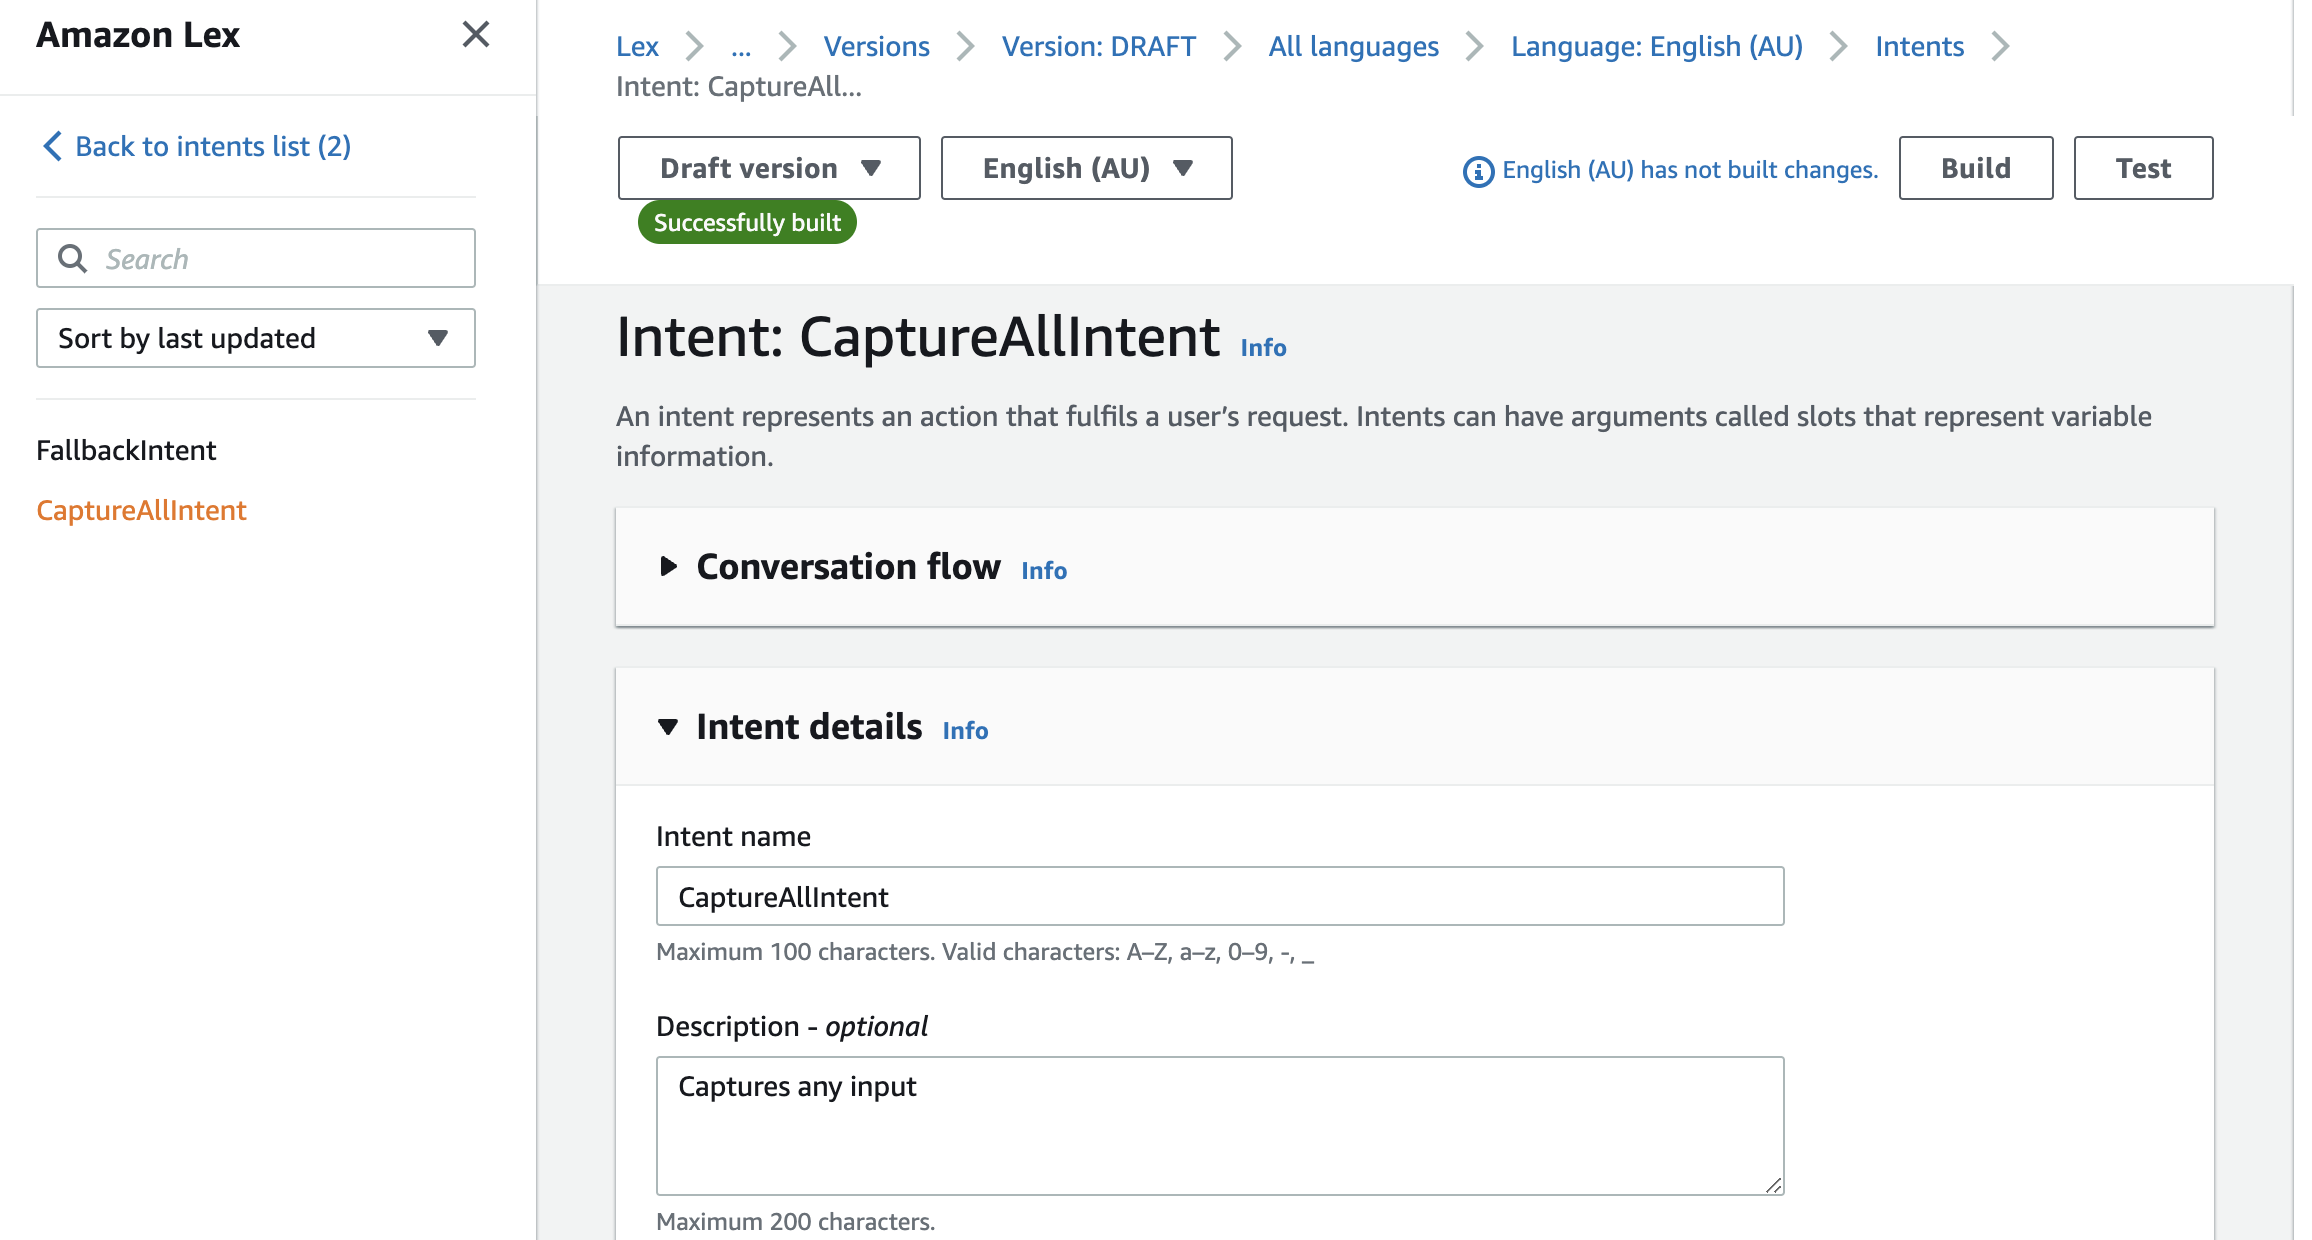 Amazon Lex
Back to intents list (2)
Search
Sort by last updated
FallbackIntent
CaptureAllIntent
Lex > ... > Versions > Version: DRAFT > All languages > Language: English (AU) > Intents >
Intent: CaptureAll...
Draft version English (AU) English (AU) has not built changes. Build Test
Successfully built
Intent: CaptureAllIntent Info
An intent represents an action that fulfils a user’s request. Intents can have arguments called slots that represent variable
information.
Conversation flow Info
Intent details Info
Intent name
CaptureAllIntent
Maximum 100 characters. Valid characters: A–Z, a–z, 0–9, -, _
Description - optional
Captures any input
Maximum 200 characters.